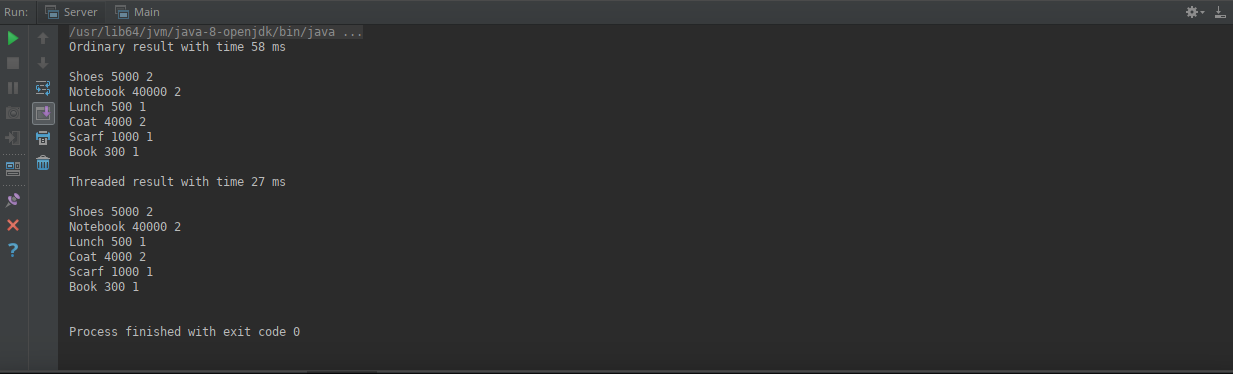 Run: Server Main
/usr/lib64/jvm/java-8-openjdk/bin/java ...
Ordinary result with time 58 ms
Shoes 5000 2
Notebook 40000 2
Lunch 500 1
Coat 4000 2
Scarf 1000 1
Book 300 1
Threaded result with time 27 ms
Shoes 5000 2
Notebook 40000 2
Lunch 500 1
Coat 4000 2
Scarf 1000 1
Book 300 1
Process finished with exit code 0